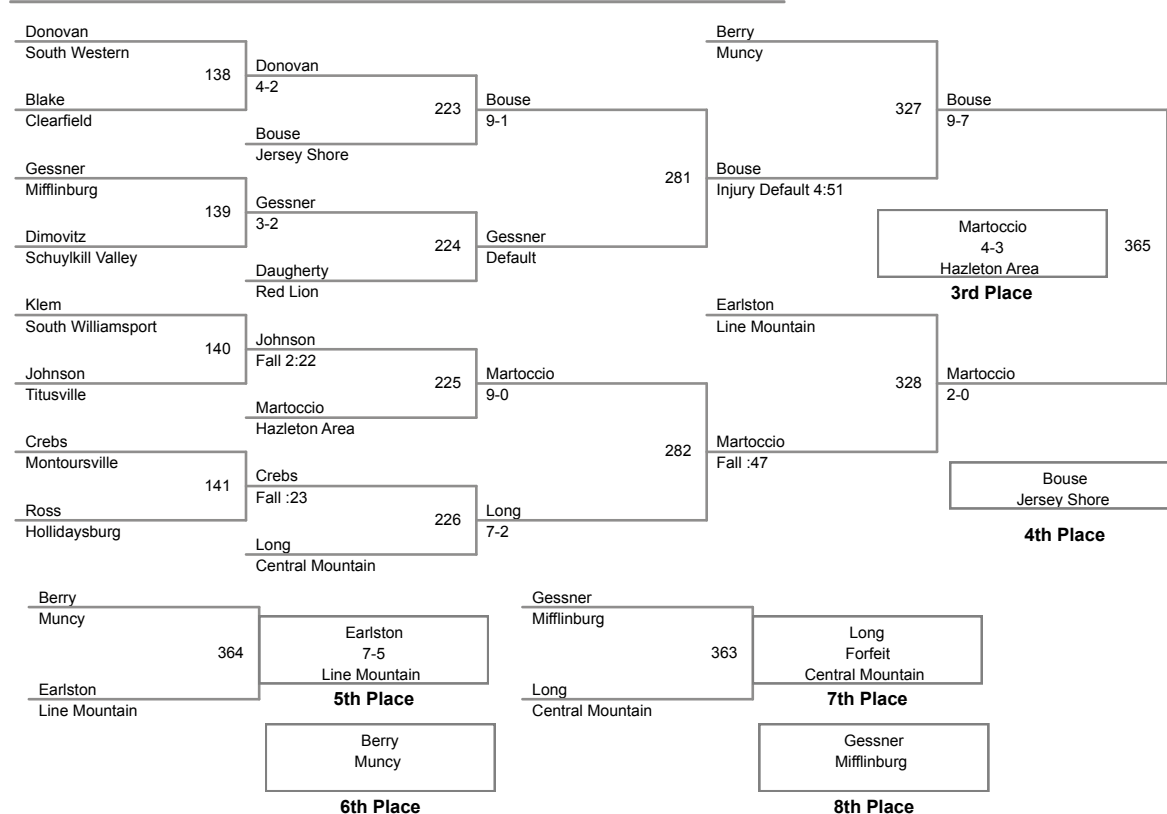 Donovan
South Western
138
Blake
Clearfield
Gessner
Mifflinburg
139
Dimovitz
Schuylkill Valley
Klem
South Williamsport
140
Johnson
Titusville
Crebs
Montoursville
141
Ross
Hollidaysburg
Donovan
4-2
223
Bouse
Jersey Shore
Gessner
3-2
224
Daugherty
Red Lion
Johnson
Fall 2:22
225
Martoccio
Hazleton Area
Crebs
Fall :23
226
Long
Central Mountain
Bouse
9-1
281
Gessner
Default
Martoccio
9-0
282
Long
7-2
Berry
Muncy
327
Bouse
Injury Default 4:51
Earlston
Line Mountain
328
Martoccio
Fall :47
Bouse
9-7
365
Martoccio
2-0
Martoccio
4-3
Hazleton Area
3rd Place
Bouse
Jersey Shore
4th Place
Berry
Muncy
364
Earlston
Line Mountain
Earlston
7-5
Line Mountain
5th Place
Berry
Muncy
6th Place
Gessner
Mifflinburg
363
Long
Central Mountain
Long
Forfeit
Central Mountain
7th Place
Gessner
Mifflinburg
8th Place